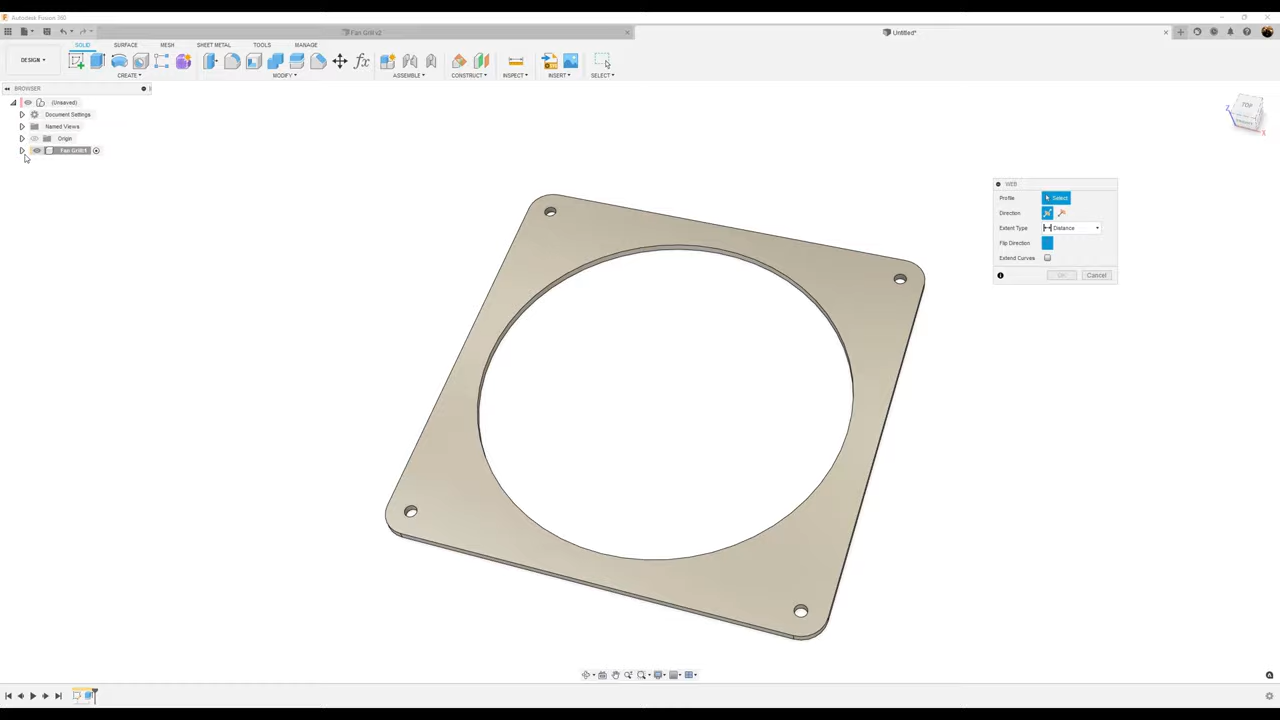 Autodesk Fusion 360
Fan Grill v2
Untitled*
DESIGN
SOLID
SURFACE
MESH
SHEET METAL
TOOLS
MANAGE
CREATE
MODIFY
ASSEMBLE
CONSTRUCT
INSPECT
INSERT
SELECT
BROWSER
(Unsaved)
Document Settings
Named Views
Origin
Fan Grill:1
TOP
Z
X
WEB
Profile
Select
Direction
Extent Type
Distance
Flip Direction
Extend Curves
OK
Cancel